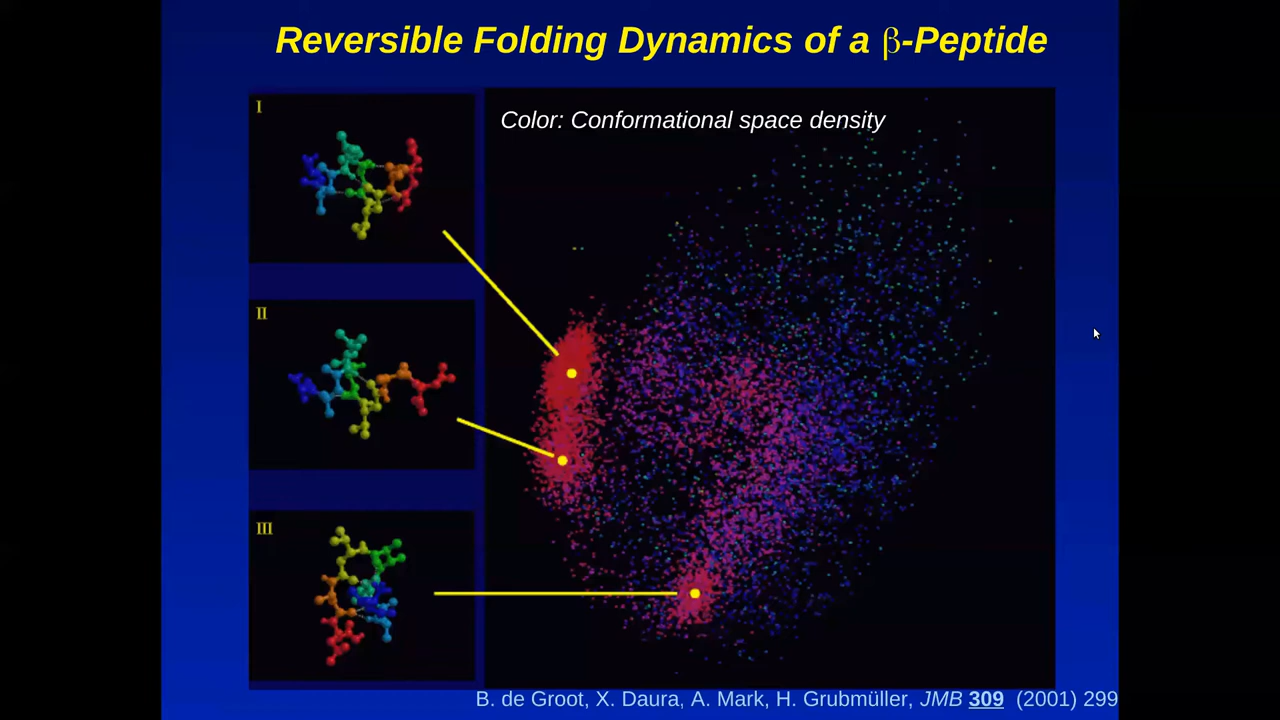 Reversible Folding Dynamics of a β-Peptide
I
Color: Conformational space density
II
III
B. de Groot, X. Daura, A. Mark, H. Grubmüller, JMB 309 (2001) 299